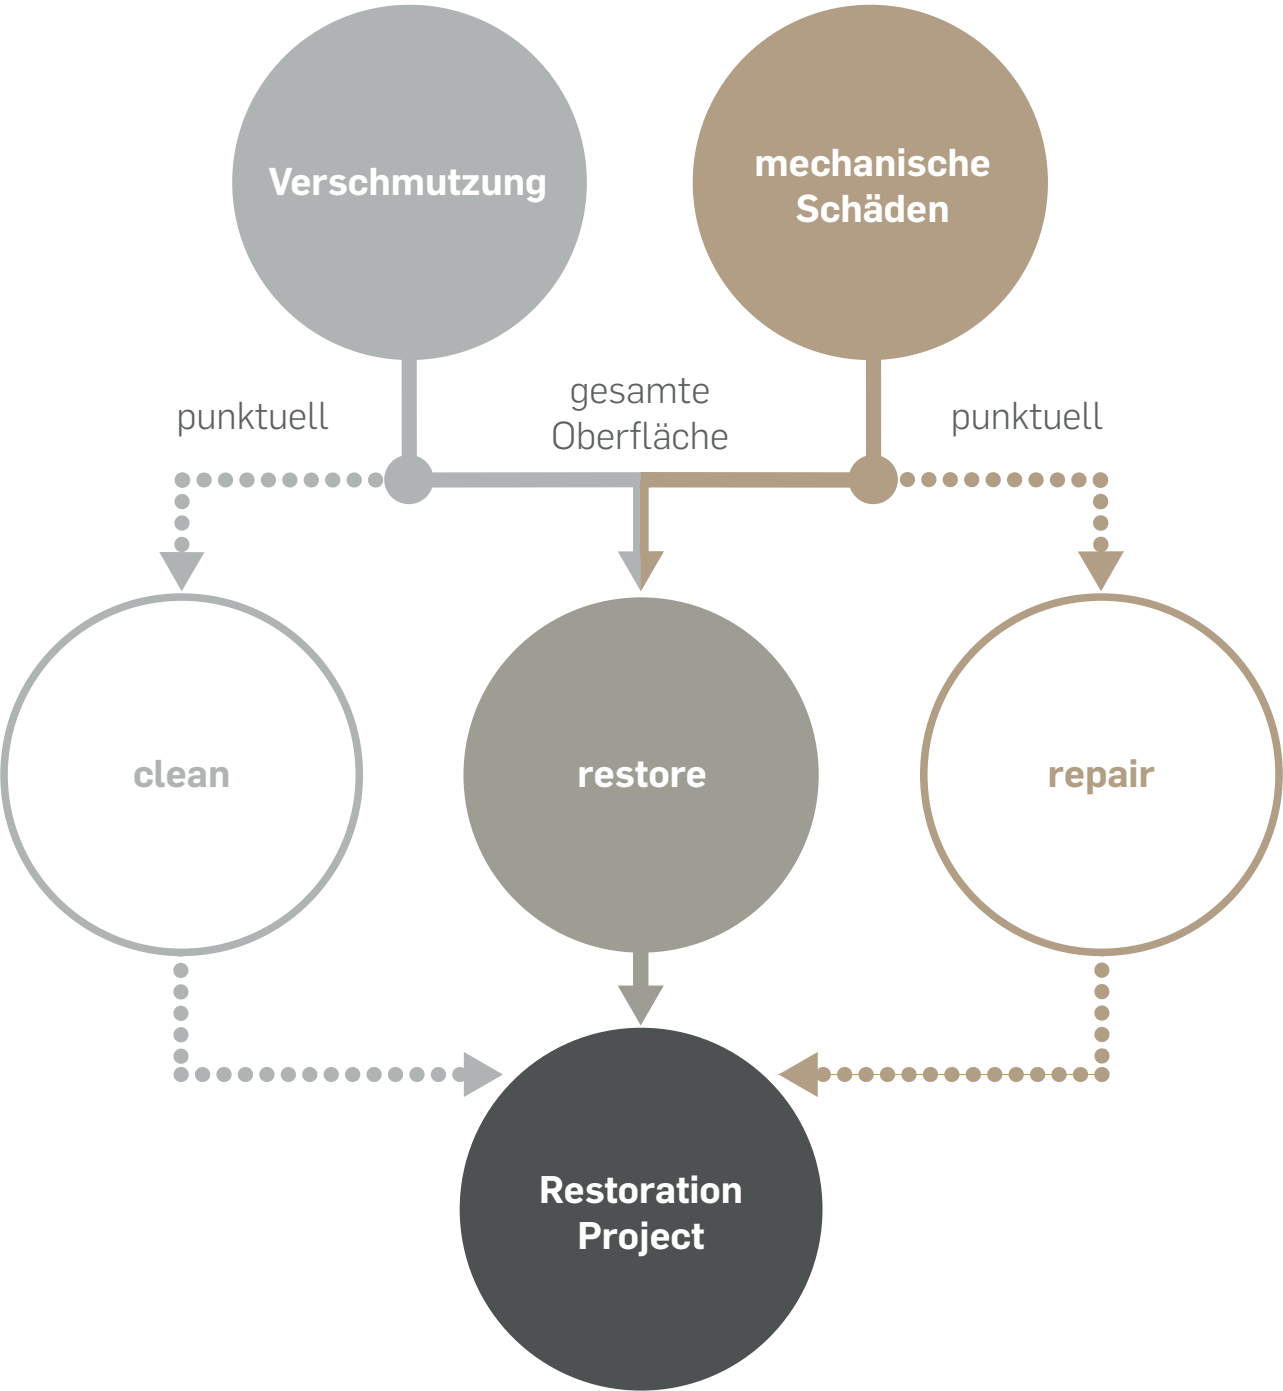 Verschmutzung
mechanische
Schäden
punktuell
gesamte
Oberfläche
punktuell
clean
restore
repair
Restoration
Project